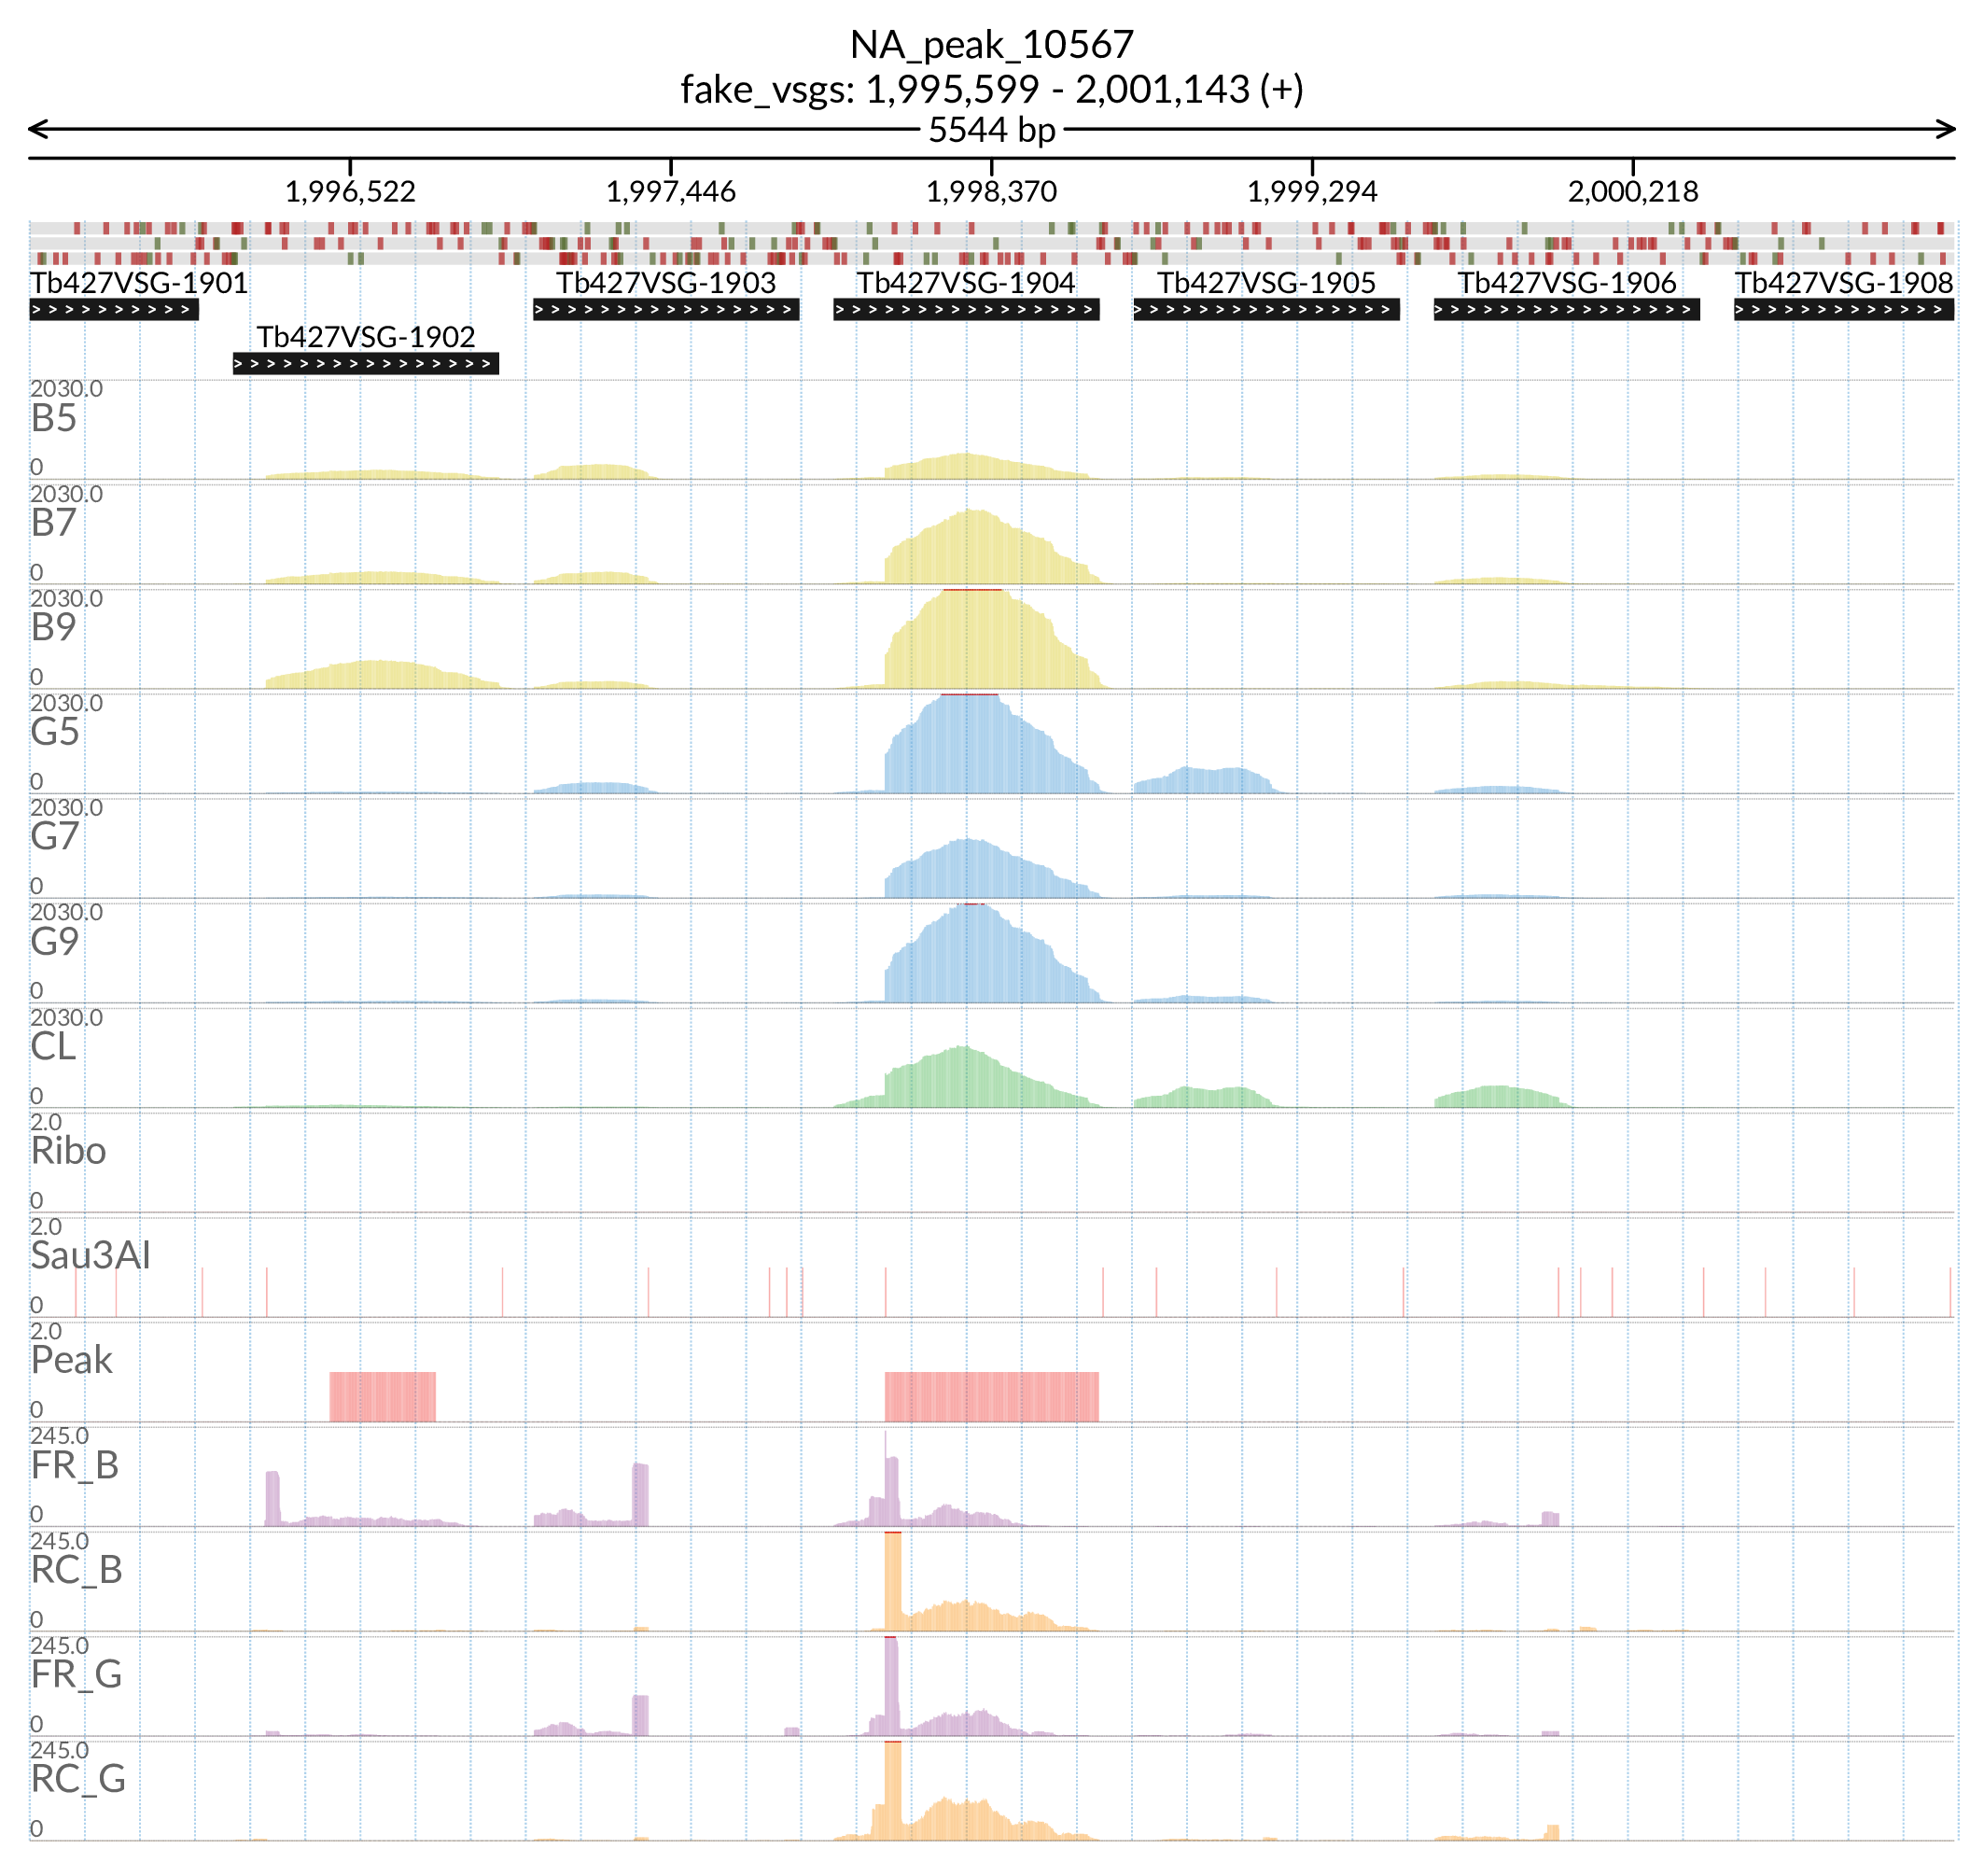 NA_peak_10567
fake_vsgs: 1,995,599 - 2,001,143 (+)
5544 bp
1,996,522 1,997,446 1,998,370 1,999,294 2,000,218
Tb427VSG-1901 Tb427VSG-1903 Tb427VSG-1904 Tb427VSG-1905 Tb427VSG-1906 Tb427VSG-1908
Tb427VSG-1902
2030.0
B5
0
2030.0
B7
0
2030.0
B9
0
2030.0
G5
0
2030.0
G7
0
2030.0
G9
0
2030.0
CL
0
2.0
Ribo
0
2.0
Sau3AI
0
2.0
Peak
0
245.0
FR_B
0
245.0
RC_B
0
245.0
FR_G
0
245.0
RC_G
0